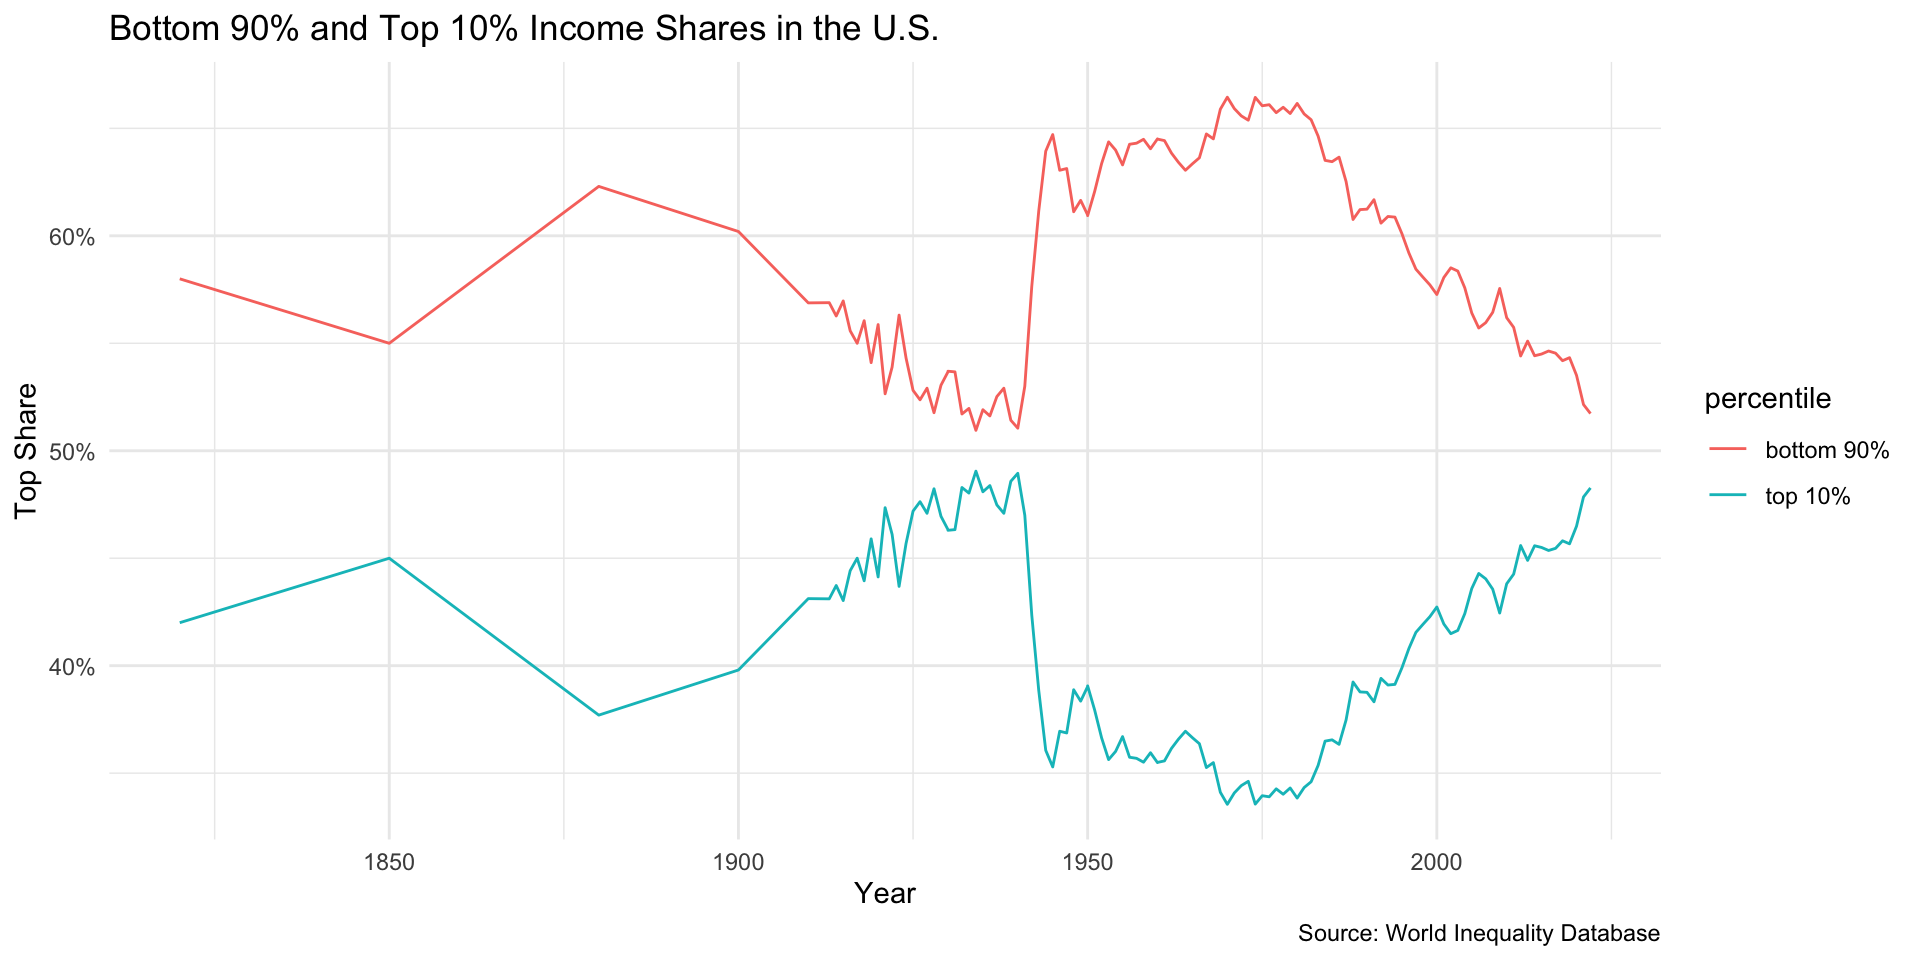 Bottom 90% and Top 10% Income Shares in the U.S.
Top Share
60%
50%
40%
1850
1900
1950
2000
Year
percentile
bottom 90%
top 10%
Source: World Inequality Database